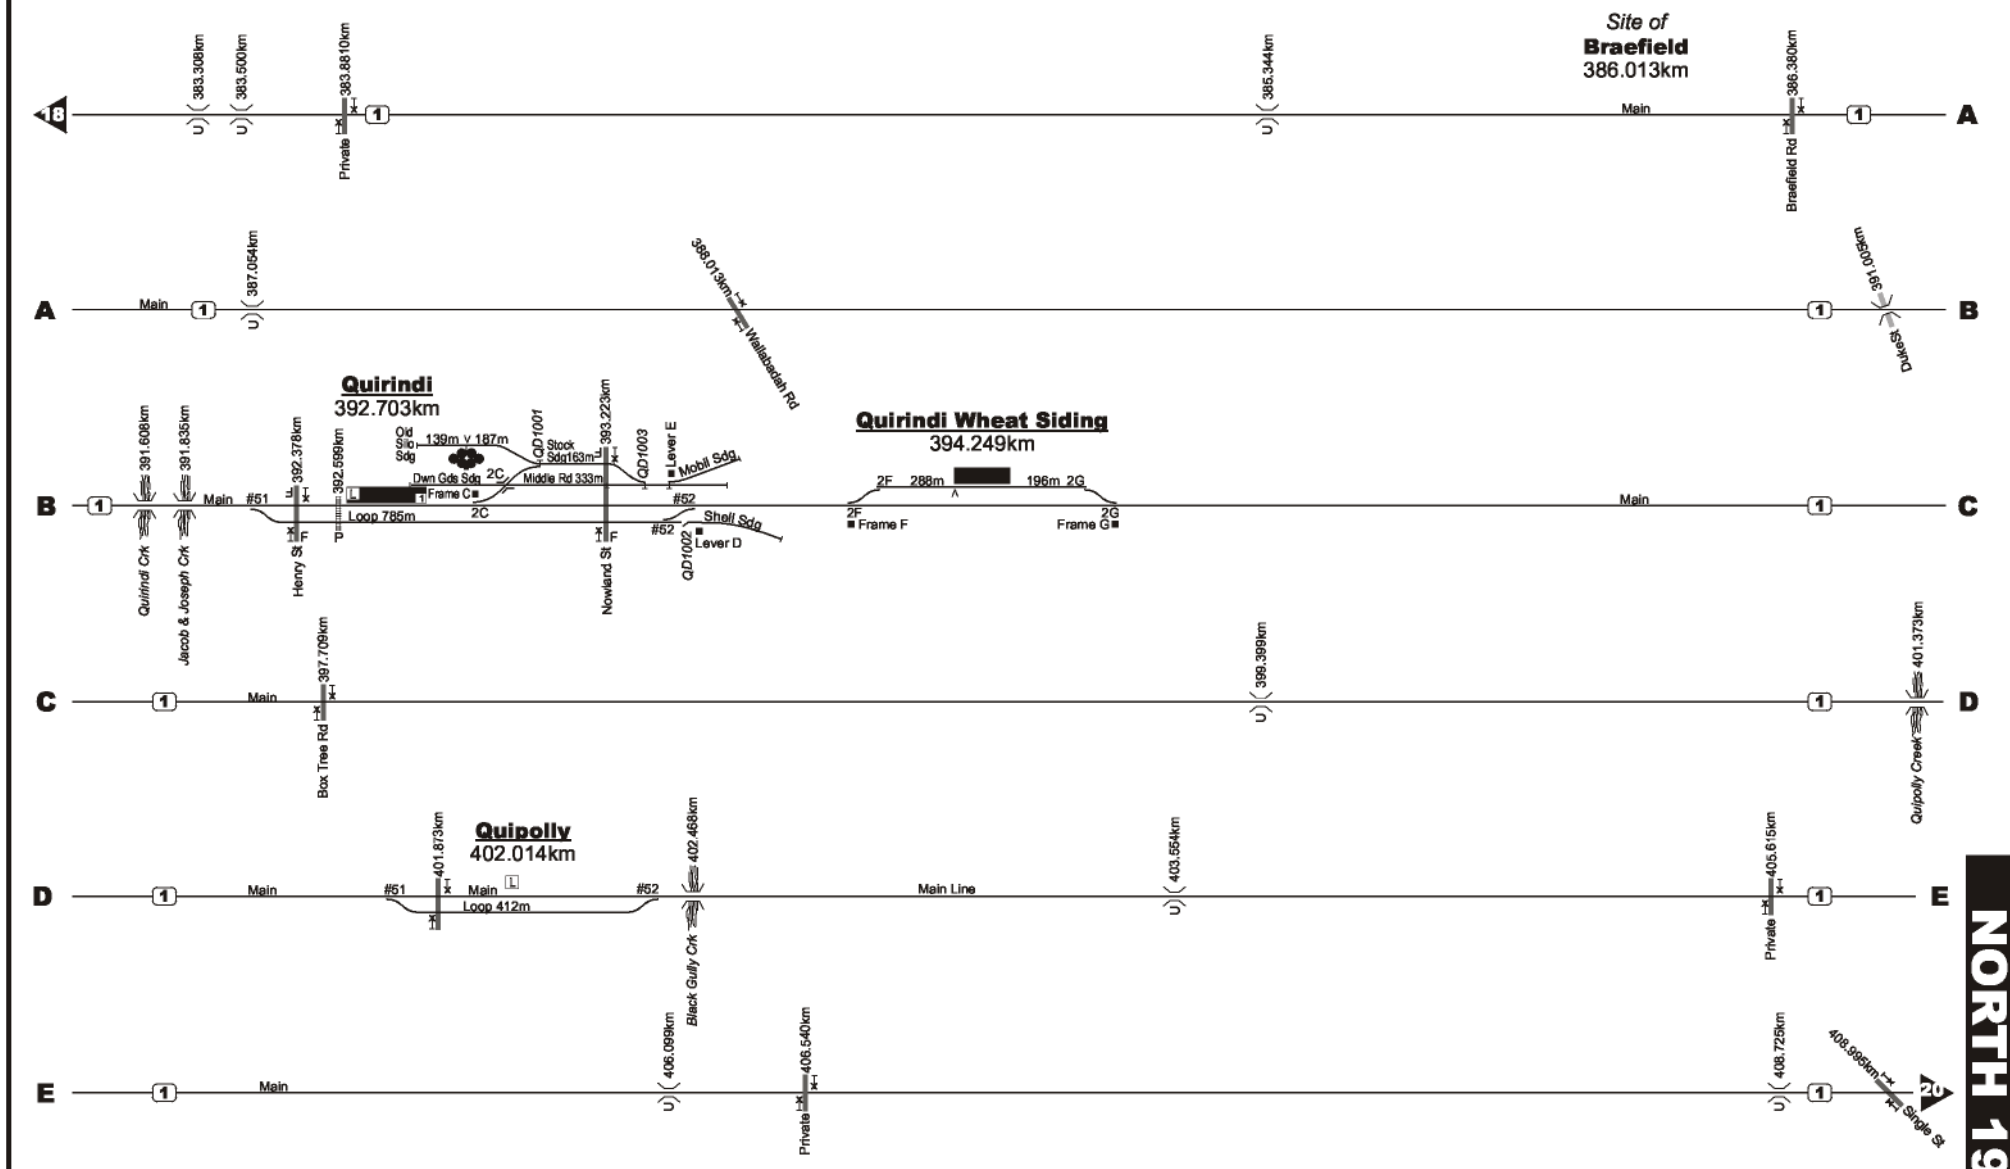 Site of
Braefield
386.013km
383.308km
383.500km
383.8810km
385.344km
386.380km
18
U
U
1
U
Main
1
A
Private
Braefield Rd
387.054km
388.013km
391.005km
A
Main
1
U
1
B
Wallabadah Rd
DukeSt
Quirindi
392.703km
Quirindi Wheat Siding
394.249km
391.608km
391.835km
392.378km
392.599km
Old
Silo
Sdg
139m v 187m
QD1001
Stock
Sdg163m
393.223km
QD1003
Lever E
Mobil Sdg
Dwn Gds Sdg
2C
Middle Rd 333m
L
1
Frame C
2F
288m
196m
2G
B
1
Main
#51
#52
Main
1
C
Loop 785m
2C
#52
Shell Sdg
2F
2G
Frame F
Frame G
F
P
F
QD1002
Lever D
Quirindi Crk
Jacob & Joseph Crk
Henry St
Nowland St
397.709km
399.399km
401.373km
C
1
Main
U
1
D
Box Tree Rd
Quipolly Creek
Quipolly
402.014km
401.873km
402.468km
403.554km
405.615km
D
1
Main
#51
Main
L
#52
Main Line
U
1
E
Loop 412m
Black Gully Crk
Private
406.099km
406.540km
408.725km
408.995km
E
1
Main
U
U
1
20
Private
Single St
NORTH 19